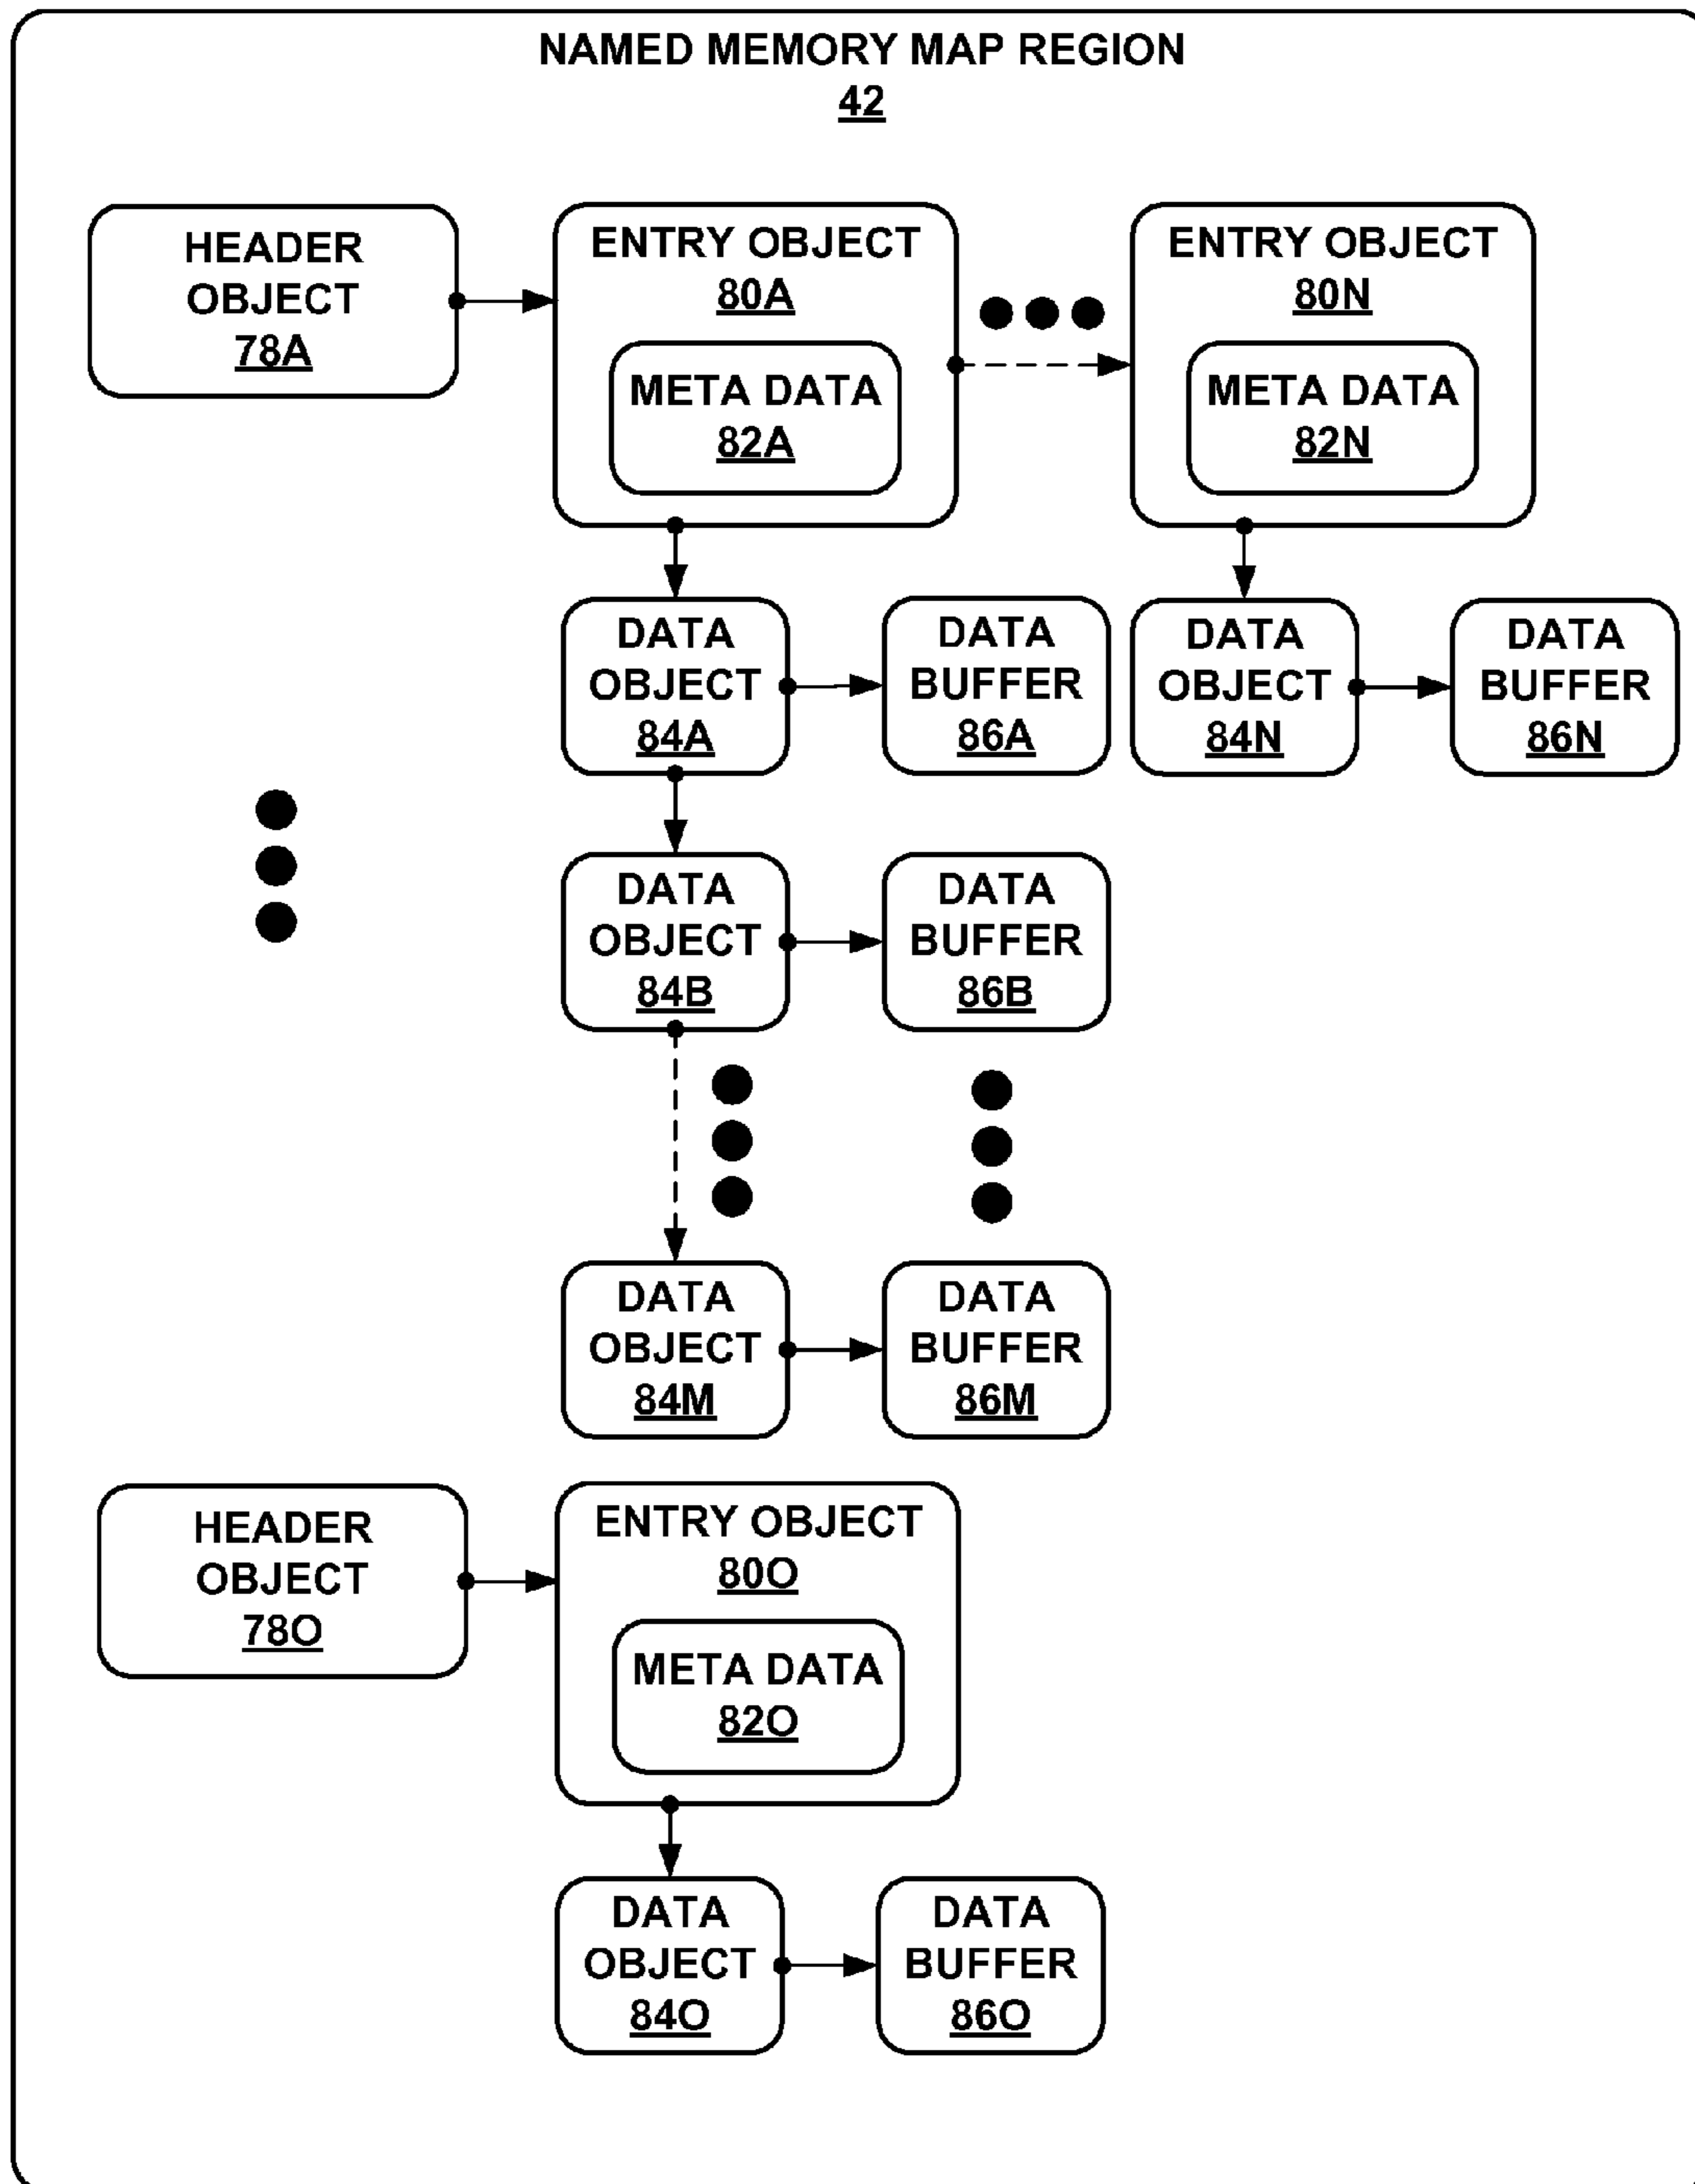 NAMED MEMORY MAP REGION
42
HEADER
OBJECT
78A
ENTRY OBJECT
80A
META DATA
82A
ENTRY OBJECT
80N
META DATA
82N
DATA
OBJECT
84A
DATA
BUFFER
86A
DATA
OBJECT
84N
DATA
BUFFER
86N
DATA
OBJECT
84B
DATA
BUFFER
86B
DATA
OBJECT
84M
DATA
BUFFER
86M
HEADER
OBJECT
78O
ENTRY OBJECT
80O
META DATA
82O
DATA
OBJECT
84O
DATA
BUFFER
86O